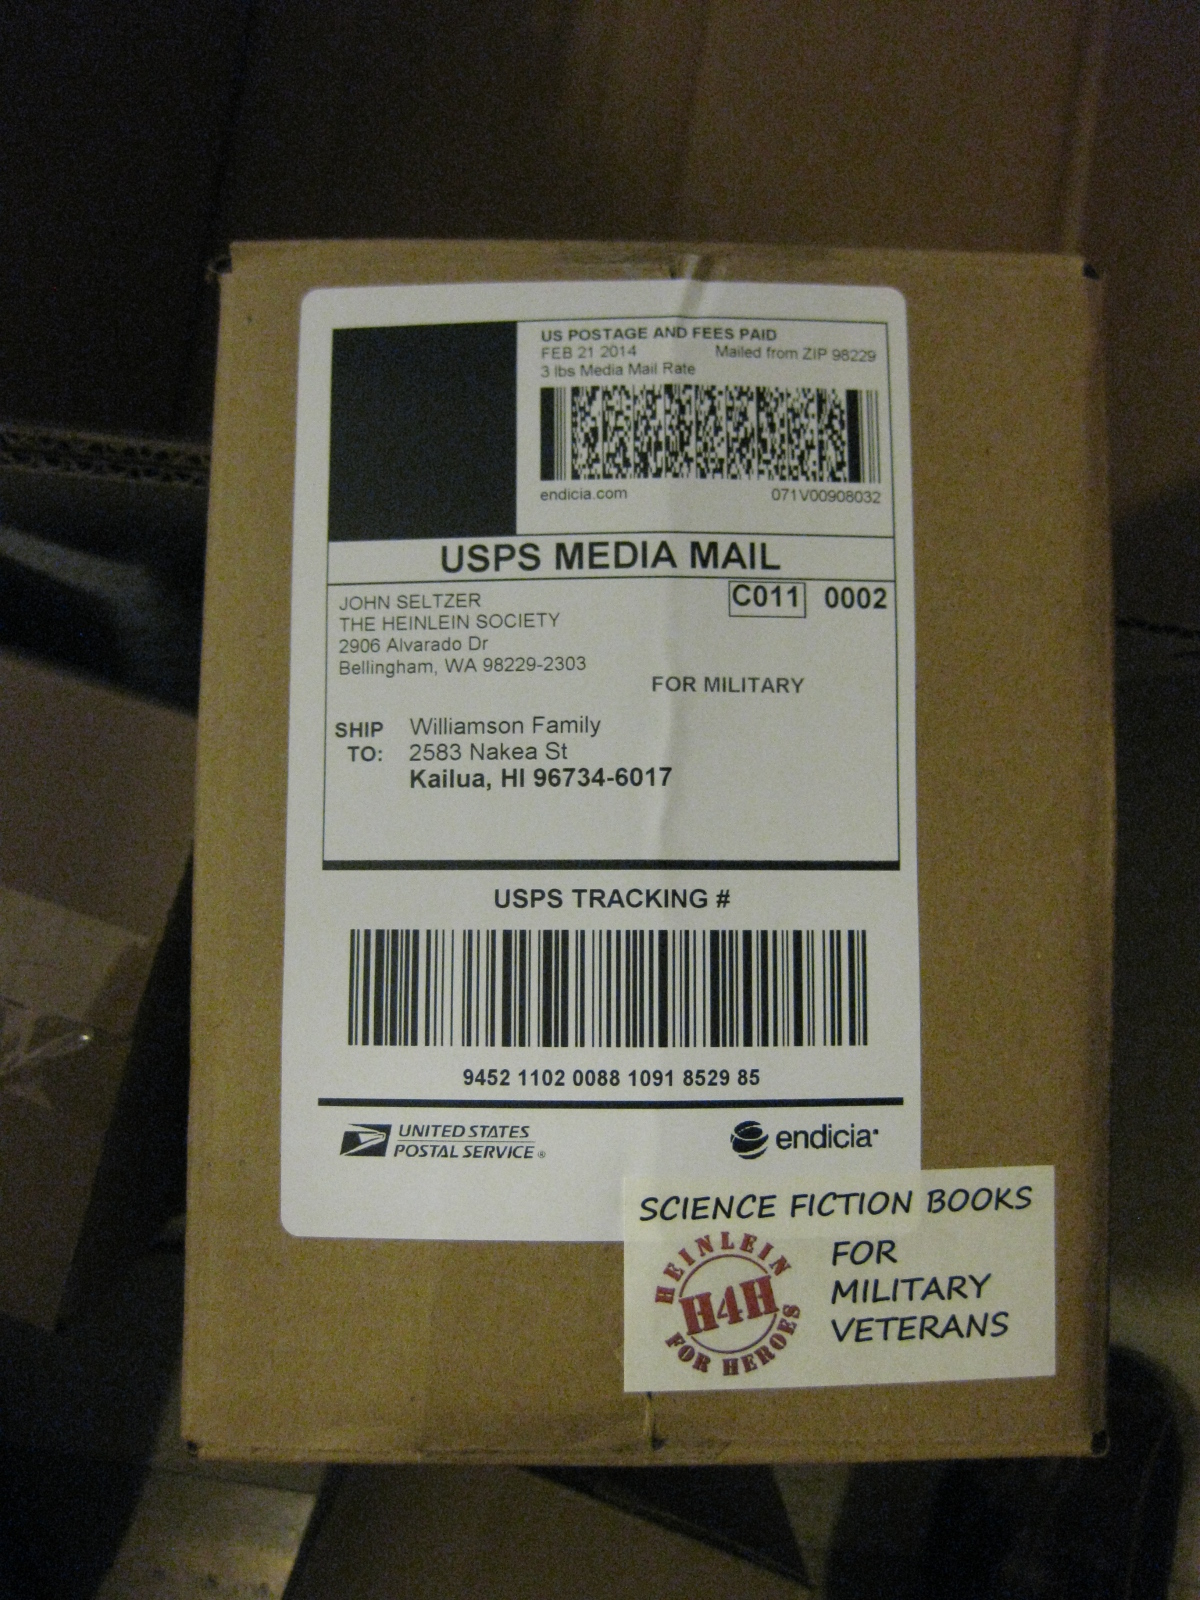 US POSTAGE AND FEES PAID
FEB 21 2014 Mailed from ZIP 98229
3 lbs Media Mail Rate
endicia.com 071V00908032
USPS MEDIA MAIL
JOHN SELTZER
THE HEINLEIN SOCIETY
2906 Alvarado Dr
Bellingham, WA 98229-2303
C011 0002
FOR MILITARY
SHIP TO:
Williamson Family
2583 Nakea St
Kailua, HI 96734-6017
USPS TRACKING #
9452 1102 0088 1091 8529 85
UNITED STATES
POSTAL SERVICE®
endicia
SCIENCE FICTION BOOKS
HEINLEIN
H4H
FOR HEROES
FOR
MILITARY
VETERANS